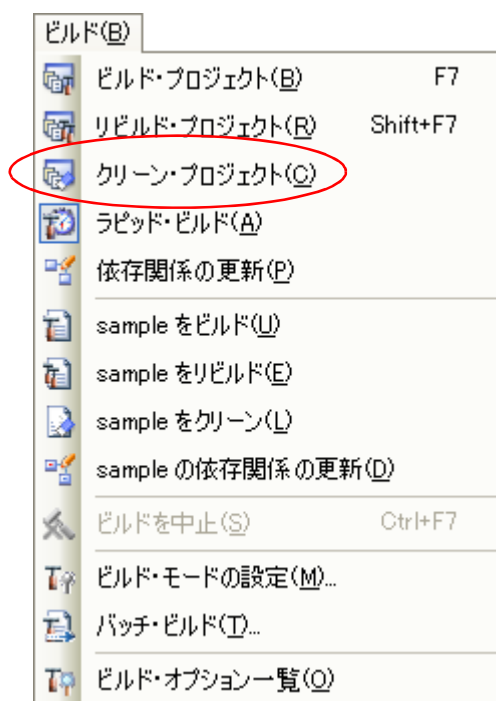 ビルド(B)
ビルド・プロジェクト(B) F7
リビルド・プロジェクト(R) Shift+F7
クリーン・プロジェクト(C)
ラピッド・ビルド(A)
依存関係の更新(P)
sample をビルド(U)
sample をリビルド(E)
sample をクリーン(L)
sample の依存関係の更新(D)
ビルドを中止(S) Ctrl+F7
ビルド・モードの設定(M)...
バッチ・ビルド(T)...
ビルド・オプション一覧(O)